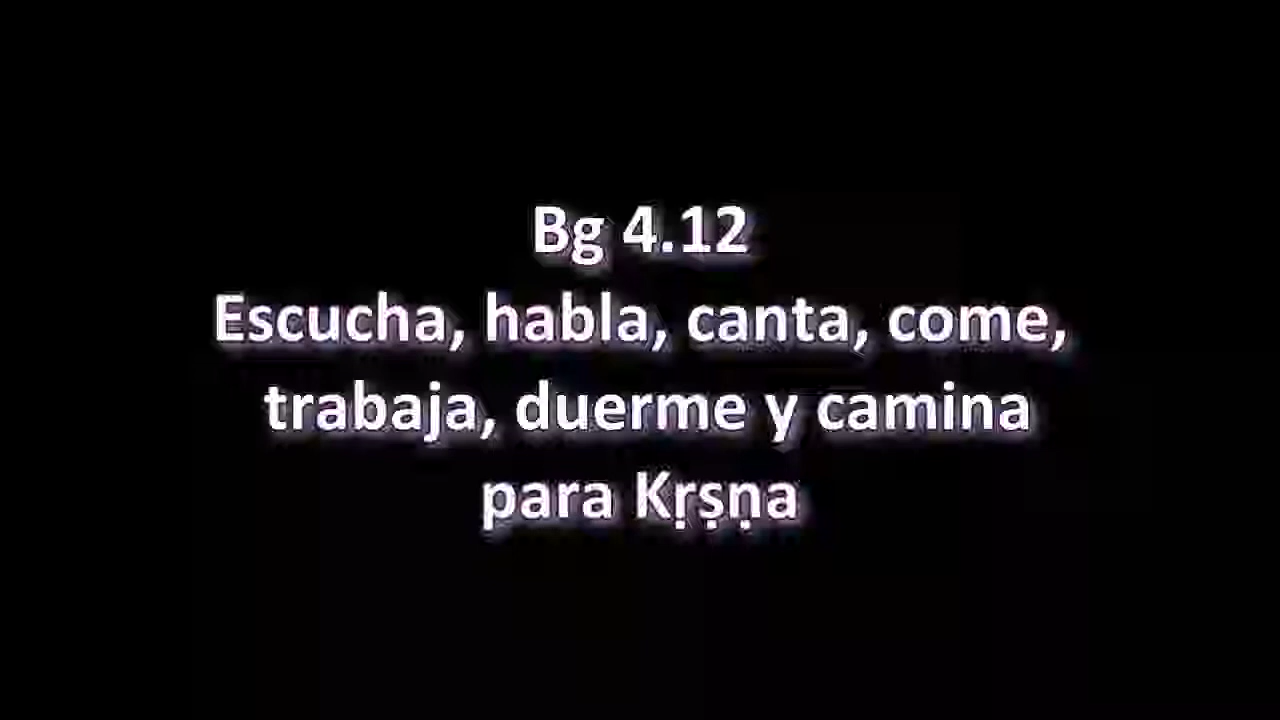 Bg 4.12
Escucha, habla, canta, come,
trabaja, duerme y camina
para Kṛṣṇa